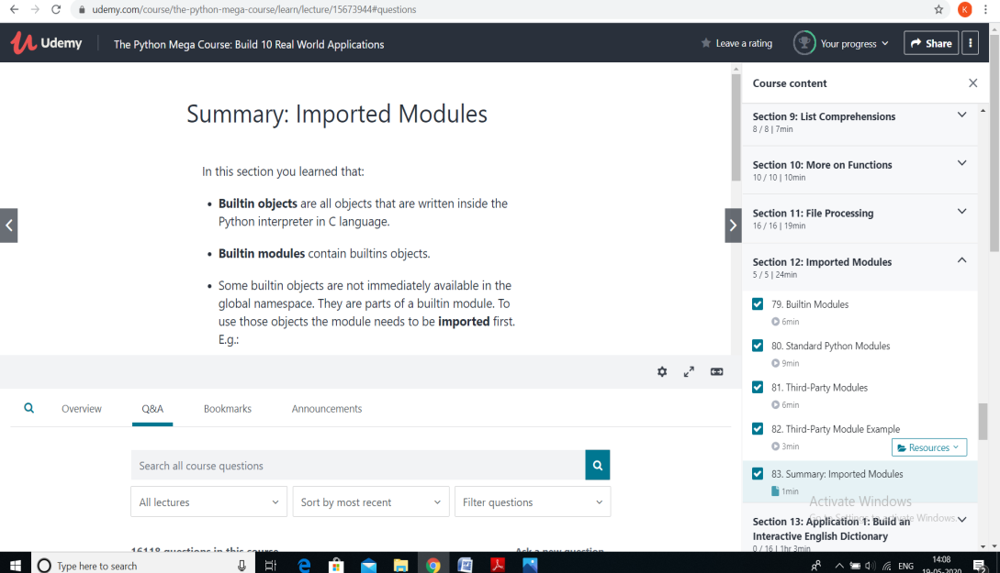 udemy.com/course/the-python-mega-course/learn/lecture/15673944#questions
K
Udemy
The Python Mega Course: Build 10 Real World Applications
Leave a rating
Your progress
Share
Summary: Imported Modules
In this section you learned that:
• Builtin objects are all objects that are written inside the
Python interpreter in C language.
• Builtin modules contain builtins objects.
• Some builtin objects are not immediately available in the
global namespace. They are parts of a builtin module. To
use those objects the module needs to be imported first.
E.g.:
Overview
Q&A
Bookmarks
Announcements
Search all course questions
All lectures
Sort by most recent
Filter questions
16118 questions in this course
Ask a new question
Course content
Section 9: List Comprehensions
8 / 8 | 7min
Section 10: More on Functions
10 / 10 | 10min
Section 11: File Processing
16 / 16 | 19min
Section 12: Imported Modules
5 / 5 | 24min
79. Builtin Modules
6min
80. Standard Python Modules
9min
81. Third-Party Modules
6min
82. Third-Party Module Example
3min
Resources
83. Summary: Imported Modules
1min
Activate Windows
Go to Settings to activate Windows.
Section 13: Application 1: Build an
Interactive English Dictionary
0 / 16 | 1hr 3min
Type here to search
ENG
14:08
19-05-2020
2